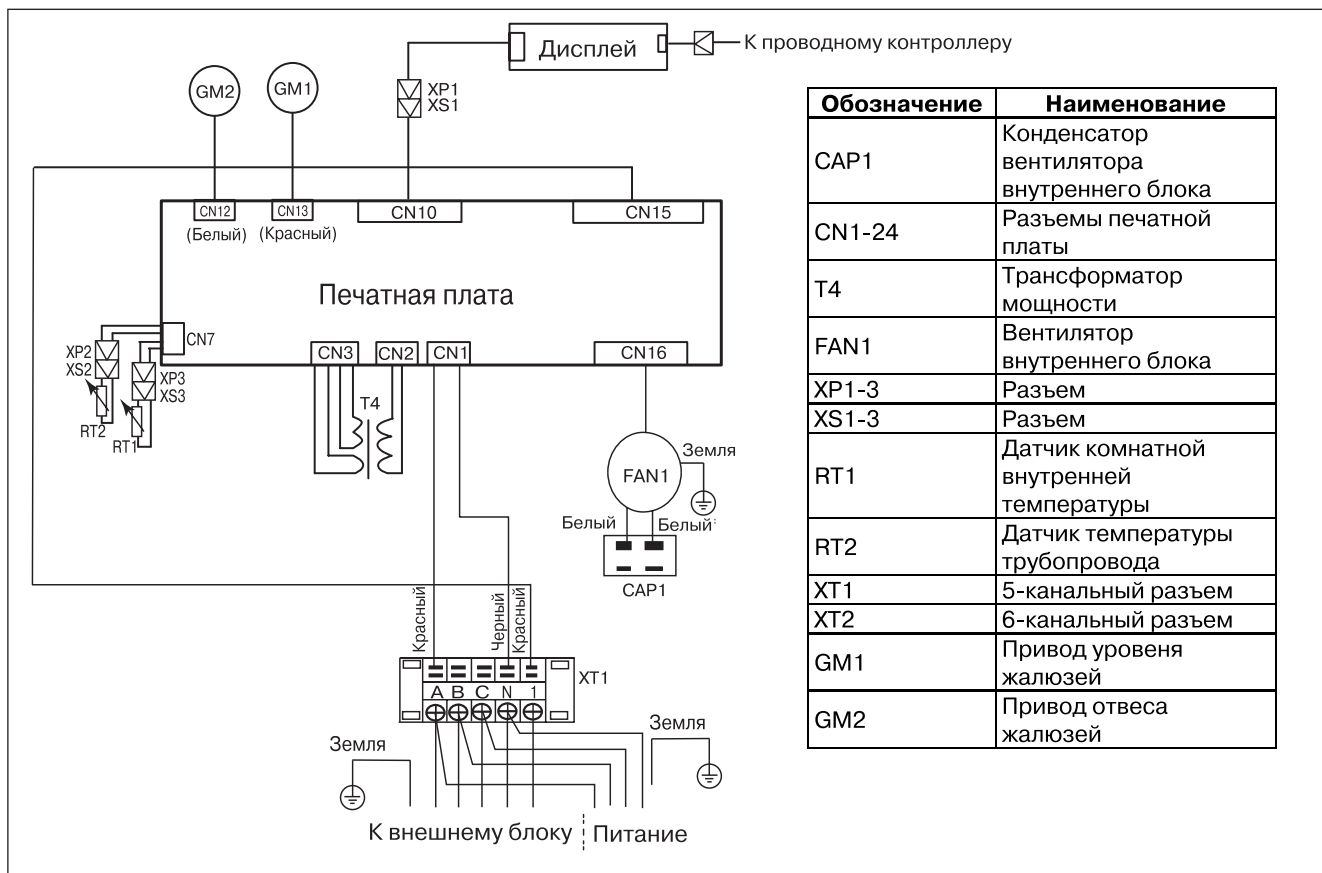 Дисплей
К проводному контроллеру
GM2
GM1
XP1
XS1
CN12
CN13
CN10
CN15
(Белый)
(Красный)
Печатная плата
CN7
XP2
XS2
XP3
XS3
RT2
RT1
CN3
CN2
CN1
CN16
T4
FAN1
Земля
Белый
Белый
CAP1
Красный
Черный
Красный
XT1
A B C N 1
Земля
Земля
К внешнему блоку
Питание
Обозначение
Наименование
CAP1
Конденсатор
вентилятора
внутреннего блока
CN1-24
Разъемы печатной
платы
T4
Трансформатор
мощности
FAN1
Вентилятор
внутреннего блока
XP1-3
Разъем
XS1-3
Разъем
RT1
Датчик комнатной
внутренней
температуры
RT2
Датчик температуры
трубопровода
XT1
5-канальный разъем
XT2
6-канальный разъем
GM1
Привод уровеня
жалюзей
GM2
Привод отвеса
жалюзей